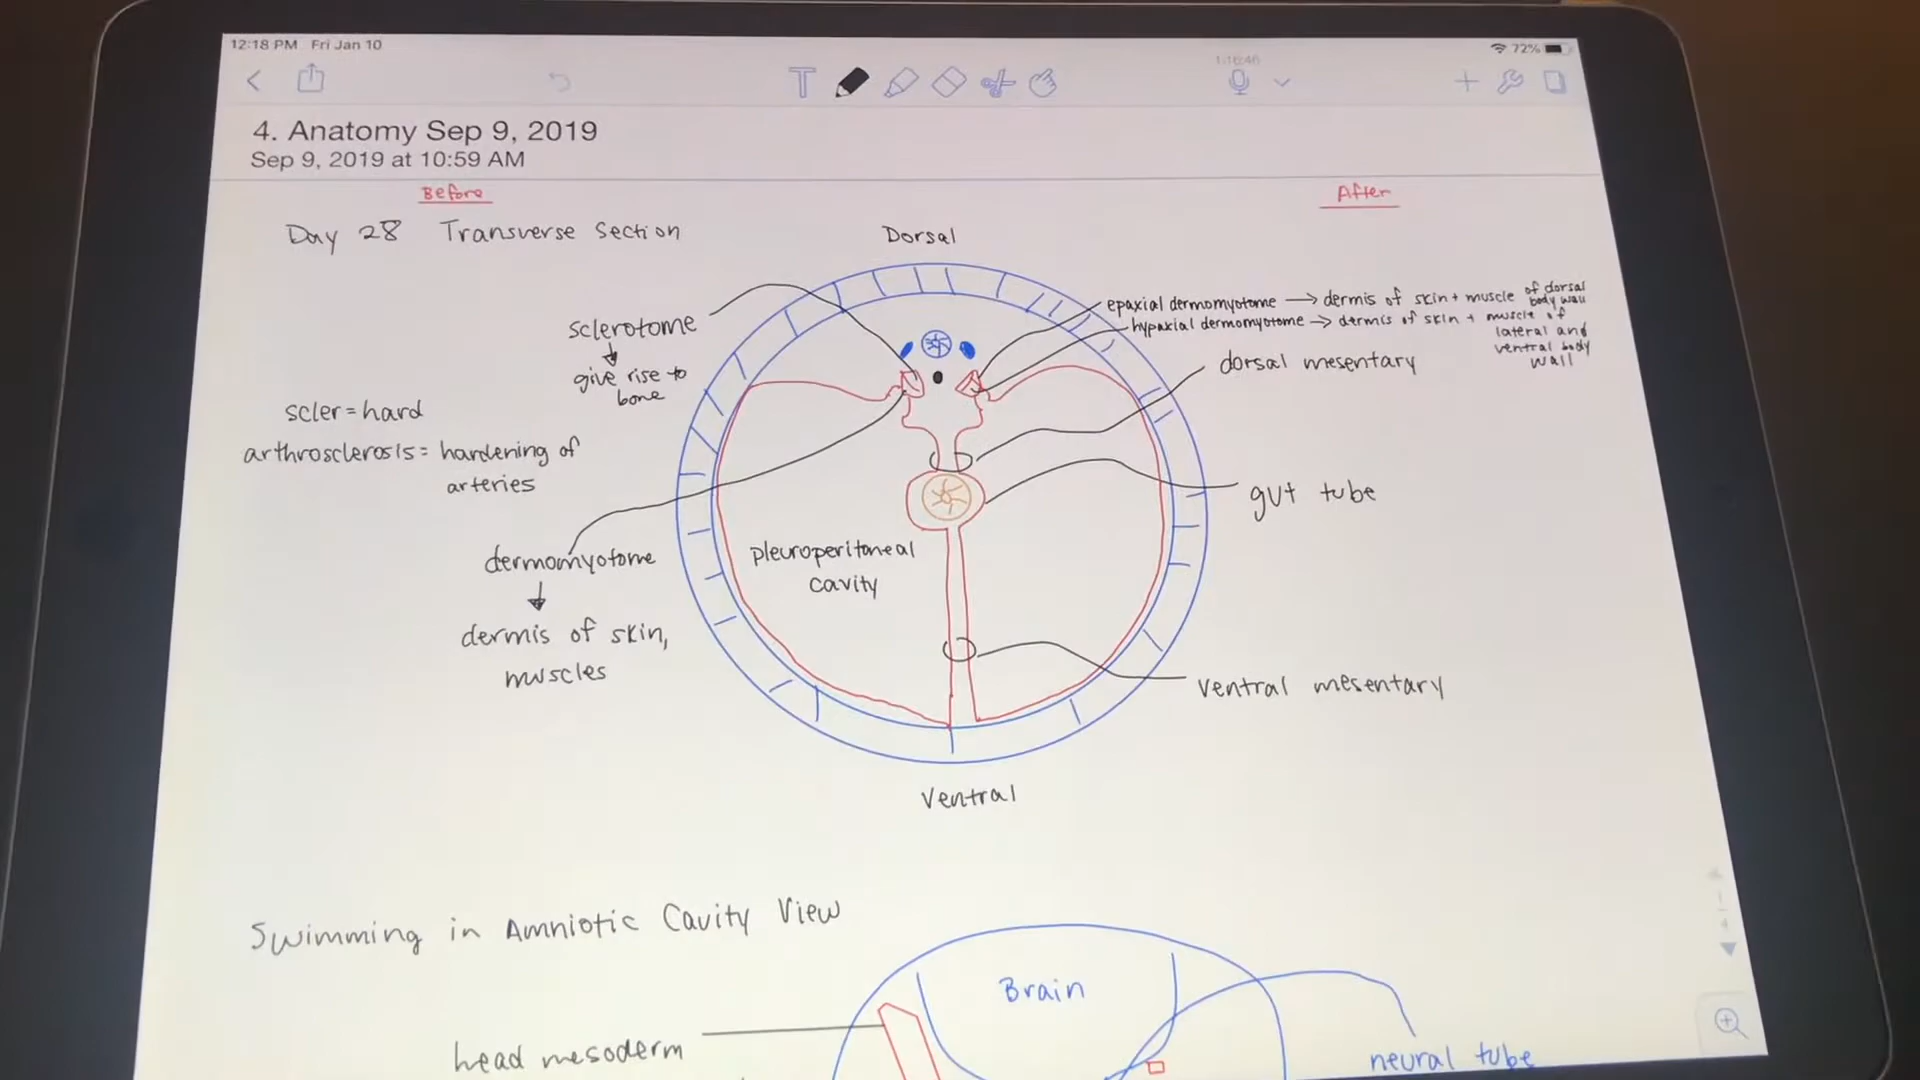 12:18 PM Fri Jan 10
72%
1:16:46
4. Anatomy Sep 9, 2019
Sep 9, 2019 at 10:59 AM
Before
After
Day 28 Transverse Section
Dorsal
sclerotome
give rise to
bone
scler = hard
arthrosclerosis = hardening of
arteries
dermomyotome
dermis of skin,
muscles
pleuroperitoneal
cavity
epaxial dermomyotome → dermis of skin + muscle of dorsal
body wall
hypaxial dermomyotome → dermis of skin + muscle of
lateral and
ventral body
wall
dorsal mesentary
gut tube
ventral mesentary
Ventral
Swimming in Amniotic Cavity View
Brain
head mesoderm
neural tube